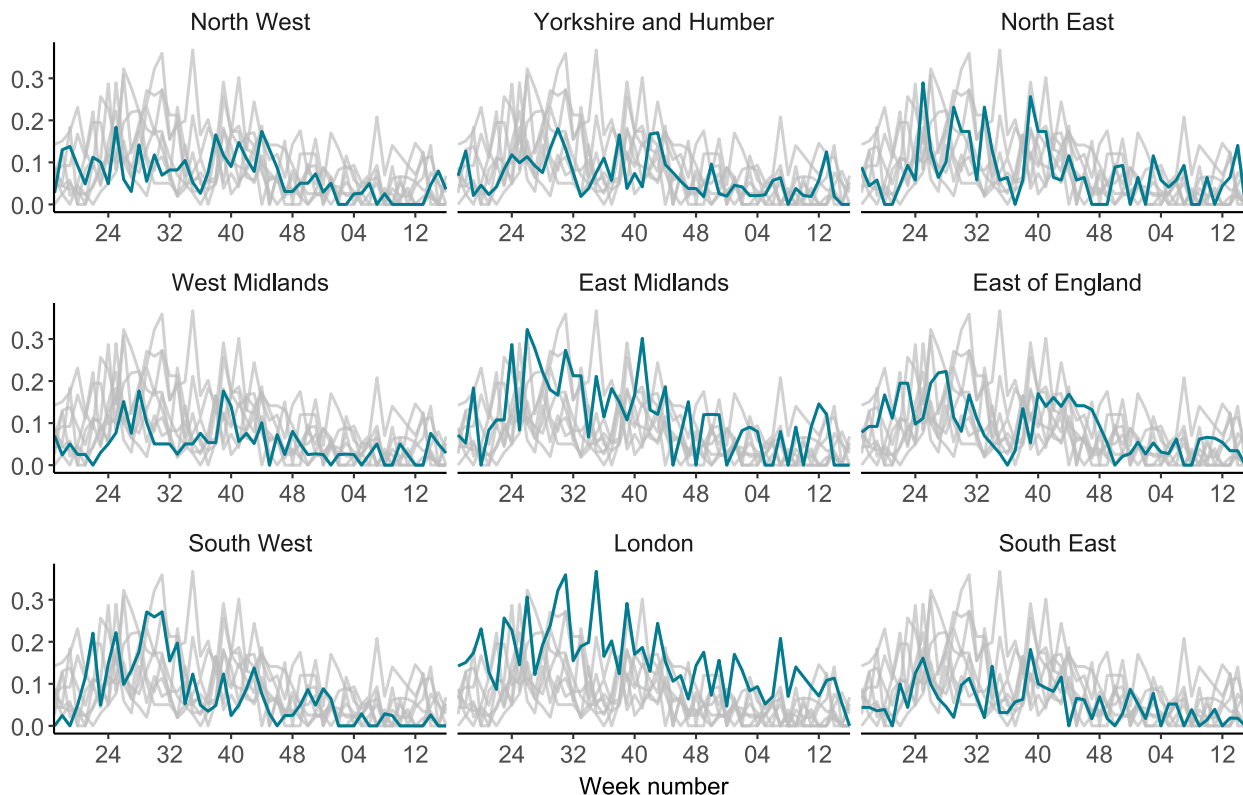 North West Yorkshire and Humber North East
0.3
0.2
0.1
0.0
24 32 40 48 04 12 24 32 40 48 04 12 24 32 40 48 04 12
West Midlands East Midlands East of England
0.3
0.2
0.1
0.0
24 32 40 48 04 12 24 32 40 48 04 12 24 32 40 48 04 12
South West London South East
0.3
0.2
0.1
0.0
24 32 40 48 04 12 24 32 40 48 04 12 24 32 40 48 04 12
Week number